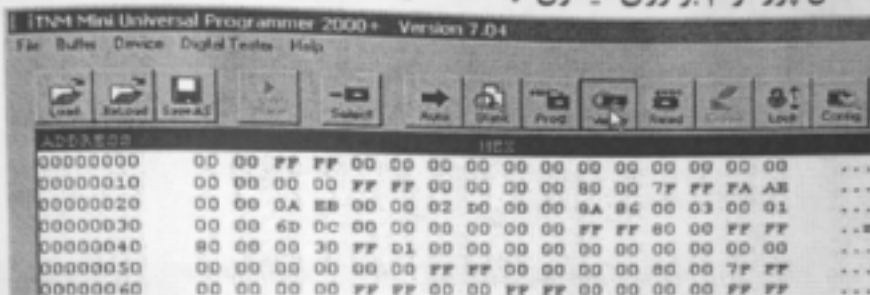 iTNM Mini Universal Programmer 2000+ Version 7.04
File Buffer Device Digital Tester Help
Load ReLoad Save AS Select Auto Blank Prog Read Lock Config
ADDRESS HEX
00000000 00 00 FF FF 00 00 00 00 00 00 00 00 00 00 00 00
00000010 00 00 00 00 FF FF 00 00 00 00 80 00 7F FF FA AE
00000020 00 00 0A EB 00 00 02 D0 00 00 8A 86 00 03 00 01
00000030 00 00 6D 0C 00 00 00 00 00 00 FF FF 80 00 FF FF
00000040 80 00 00 30 FF D1 00 00 00 00 00 00 00 00 00 00
00000050 00 00 00 00 00 00 FF FF 00 00 00 00 80 00 7F FF
00000060 00 00 00 00 FF FF 00 00 FF FF 00 00 00 00 FF FF